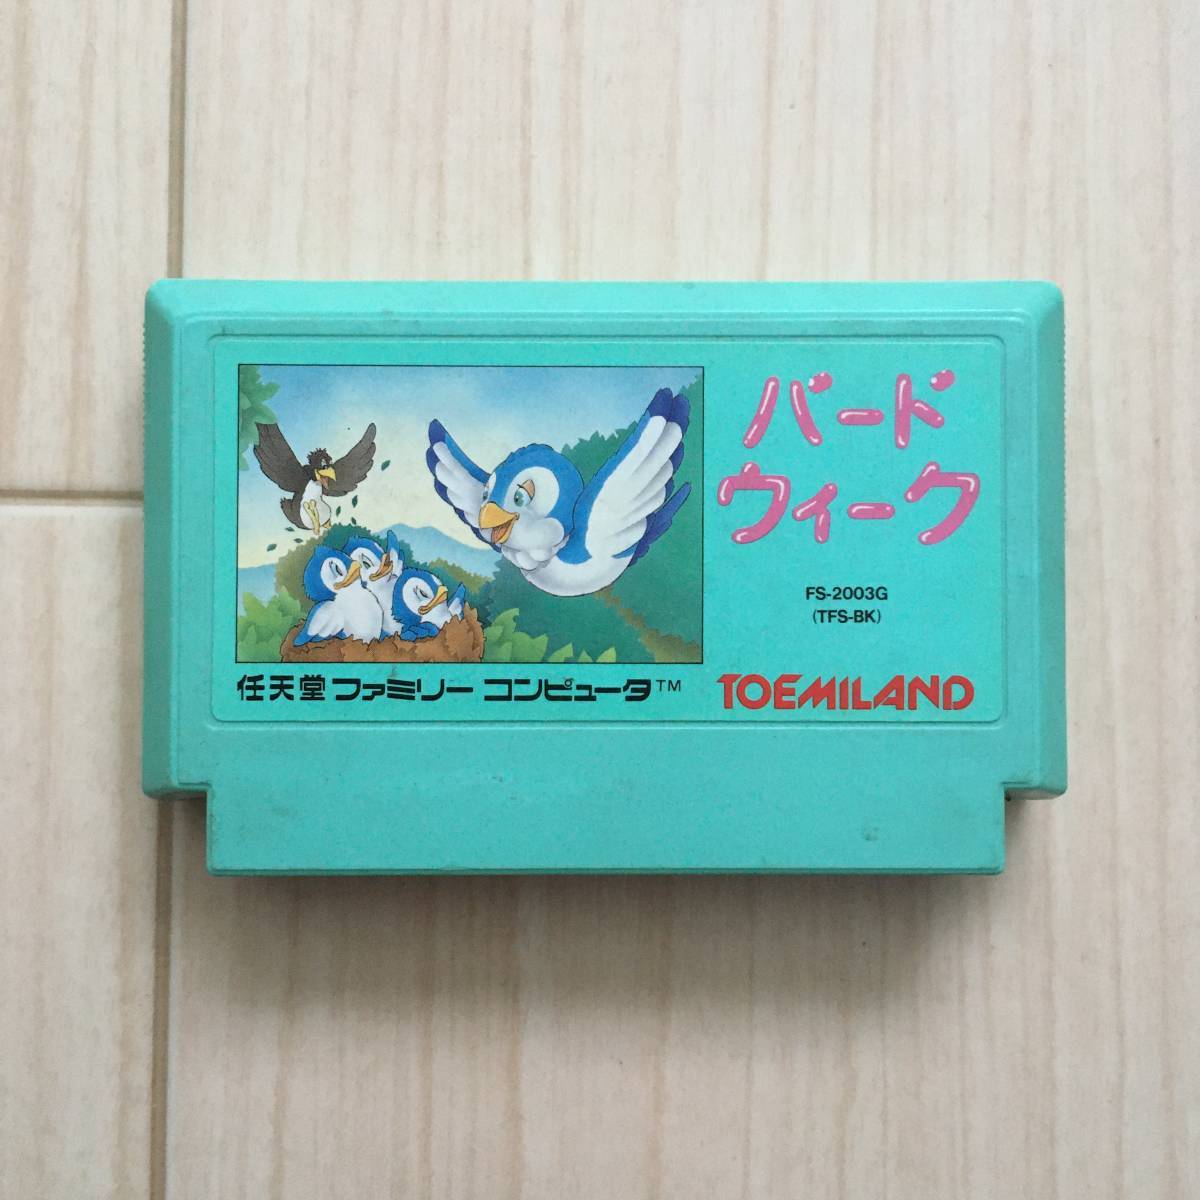 バード
ウィーク
FS-2003G
(TFS-BK)
任天堂 ファミリー コンピュータ™
TOEMILAND